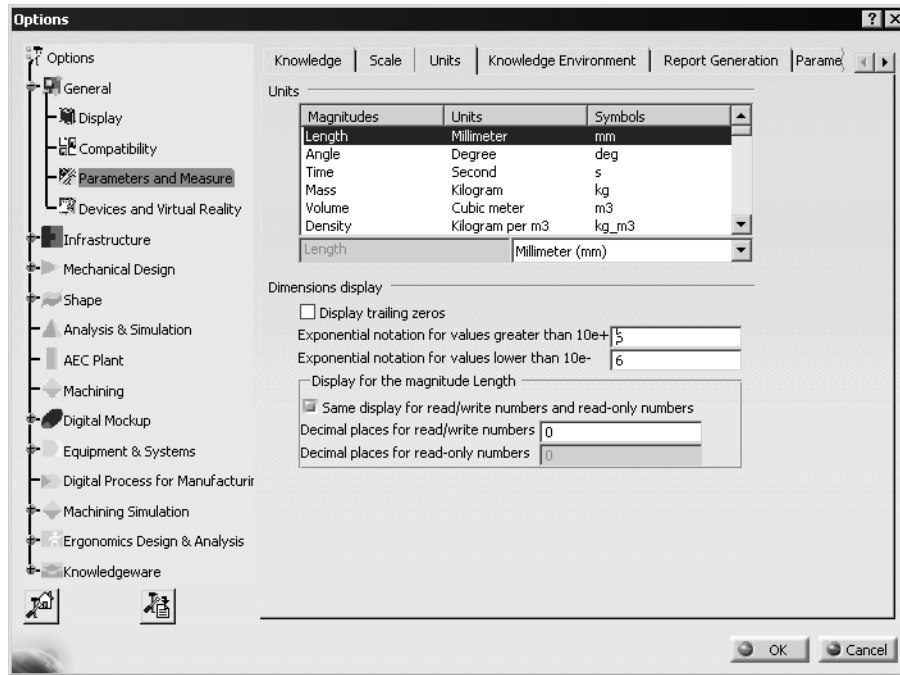 Options
Options
General
Display
Compatibility
Parameters and Measure
Devices and Virtual Reality
Infrastructure
Mechanical Design
Shape
Analysis & Simulation
AEC Plant
Machining
Digital Mockup
Equipment & Systems
Digital Process for Manufacturin
Machining Simulation
Ergonomics Design & Analysis
Knowledgeware
Knowledge Scale Units Knowledge Environment Report Generation Parame
Units
Magnitudes Units Symbols
Length Millimeter mm
Angle Degree deg
Time Second s
Mass Kilogram kg
Volume Cubic meter m3
Density Kilogram per m3 kg_m3
Length Millimeter (mm)
Dimensions display
Display trailing zeros
Exponential notation for values greater than 10e+
Exponential notation for values lower than 10e- 6
Display for the magnitude Length
Same display for read/write numbers and read-only numbers
Decimal places for read/write numbers 0
Decimal places for read-only numbers 0
OK Cancel